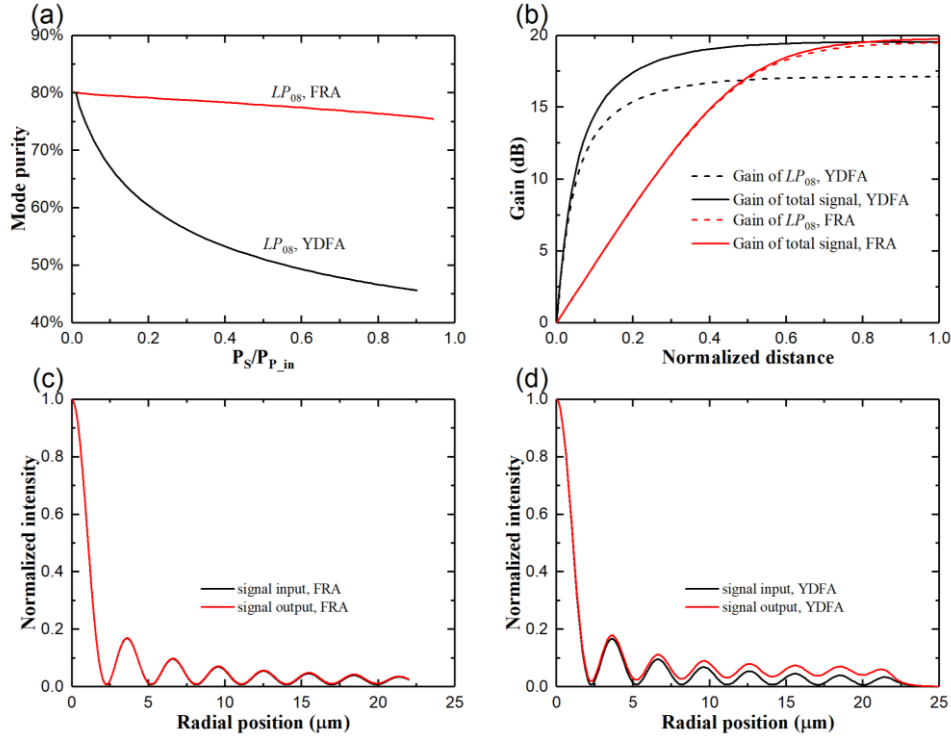 (a)
90%
80%
70%
60%
50%
40%
Mode purity
LP08, FRA
LP08, YDFA
0.0 0.2 0.4 0.6 0.8 1.0
PS/PP_in
(b)
20
15
10
5
0
Gain (dB)
Gain of LP08, YDFA
Gain of total signal, YDFA
Gain of LP08, FRA
Gain of total signal, FRA
0.0 0.2 0.4 0.6 0.8 1.0
Normalized distance
(c)
1.0
0.8
0.6
0.4
0.2
0.0
Normalized intensity
signal input, FRA
signal output, FRA
0 5 10 15 20 25
Radial position (μm)
(d)
1.0
0.8
0.6
0.4
0.2
0.0
Normalized intensity
signal input, YDFA
signal output, YDFA
0 5 10 15 20 25
Radial position (μm)